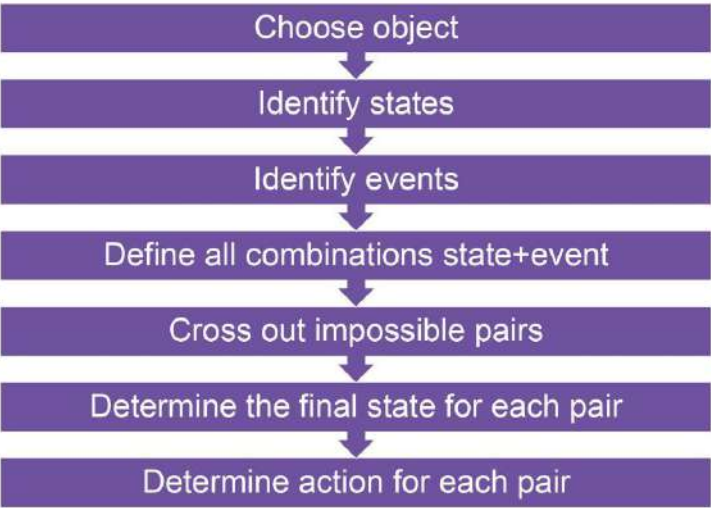 Choose object
Identify states
Identify events
Define all combinations state+event
Cross out impossible pairs
Determine the final state for each pair
Determine action for each pair